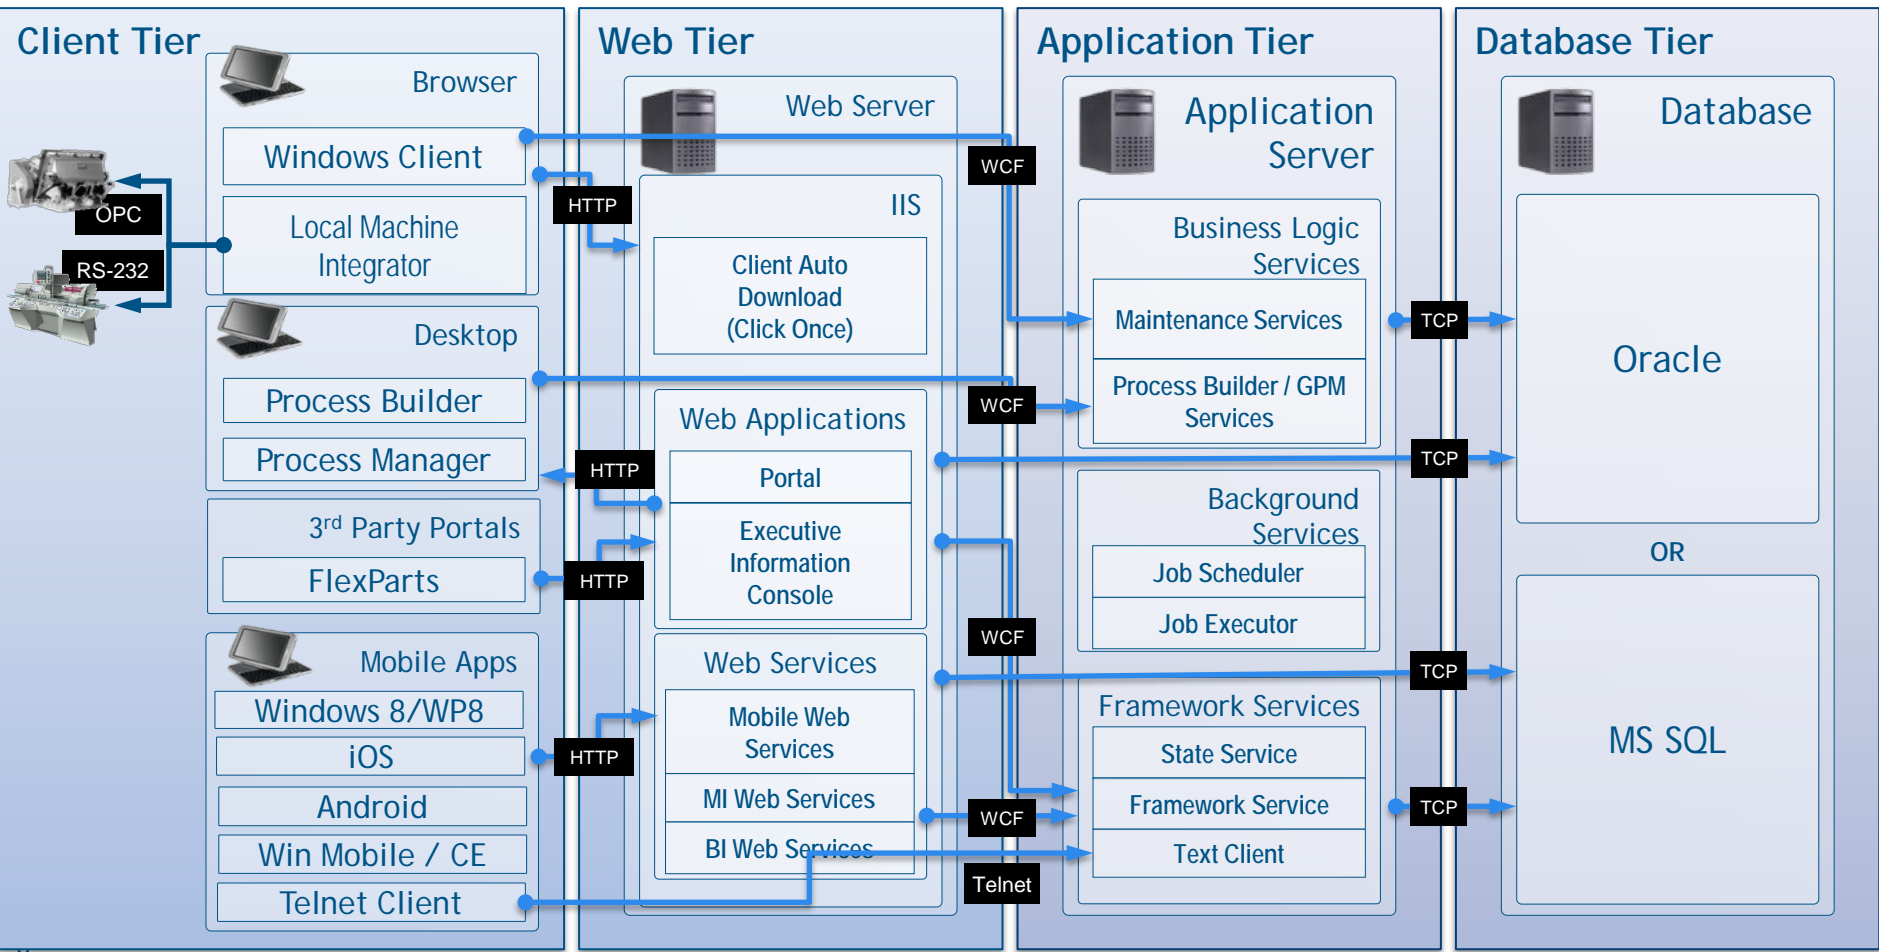 Client Tier
Browser
Windows Client
Local Machine
Integrator
OPC
RS-232
Desktop
Process Builder
Process Manager
3rd Party Portals
FlexParts
Mobile Apps
Windows 8/WP8
iOS
Android
Win Mobile / CE
Telnet Client
HTTP
HTTP
HTTP
HTTP
Web Tier
Web Server
IIS
Client Auto
Download
(Click Once)
Web Applications
Portal
Executive
Information
Console
Web Services
Mobile Web
Services
MI Web Services
BI Web Services
WCF
WCF
WCF
WCF
Telnet
Application Tier
Application
Server
Business Logic
Services
Maintenance Services
Process Builder / GPM
Services
Background
Services
Job Scheduler
Job Executor
Framework Services
State Service
Framework Service
Text Client
TCP
TCP
TCP
TCP
Database Tier
Database
Oracle
OR
MS SQL